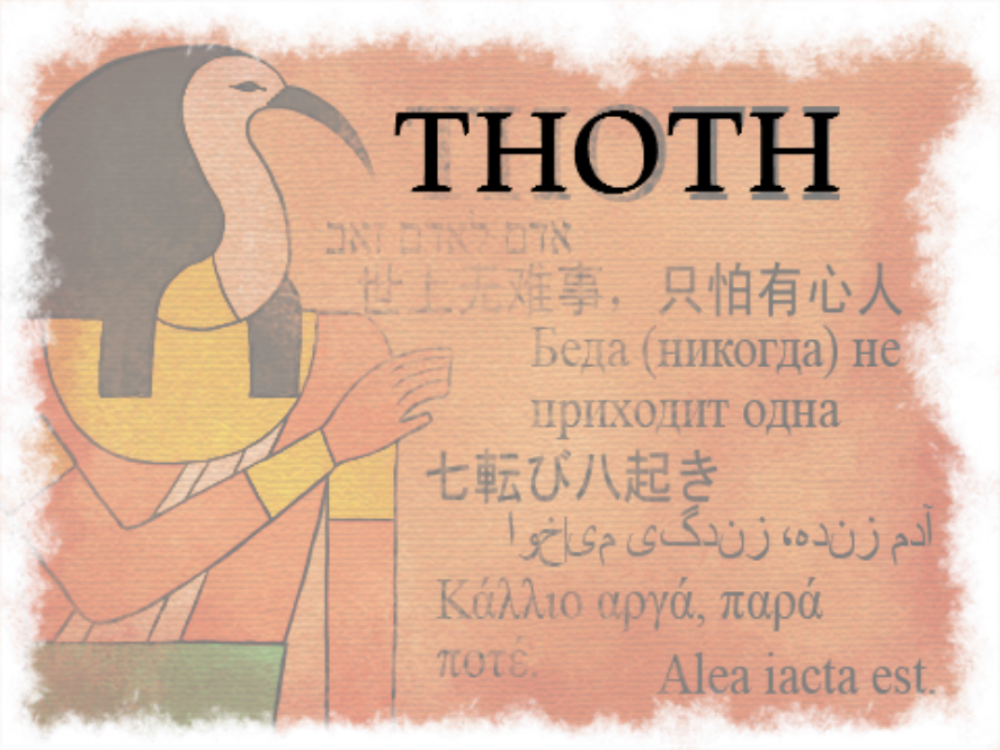 THOTH
אדם לאדם זאב
世上无难事，只怕有心人
Беда (никогда) не
приходит одна
七転び八起き
آدم زنده، زندگی می‌خواد
Κάλλιο αργά, παρά
ποτέ.
Alea iacta est.